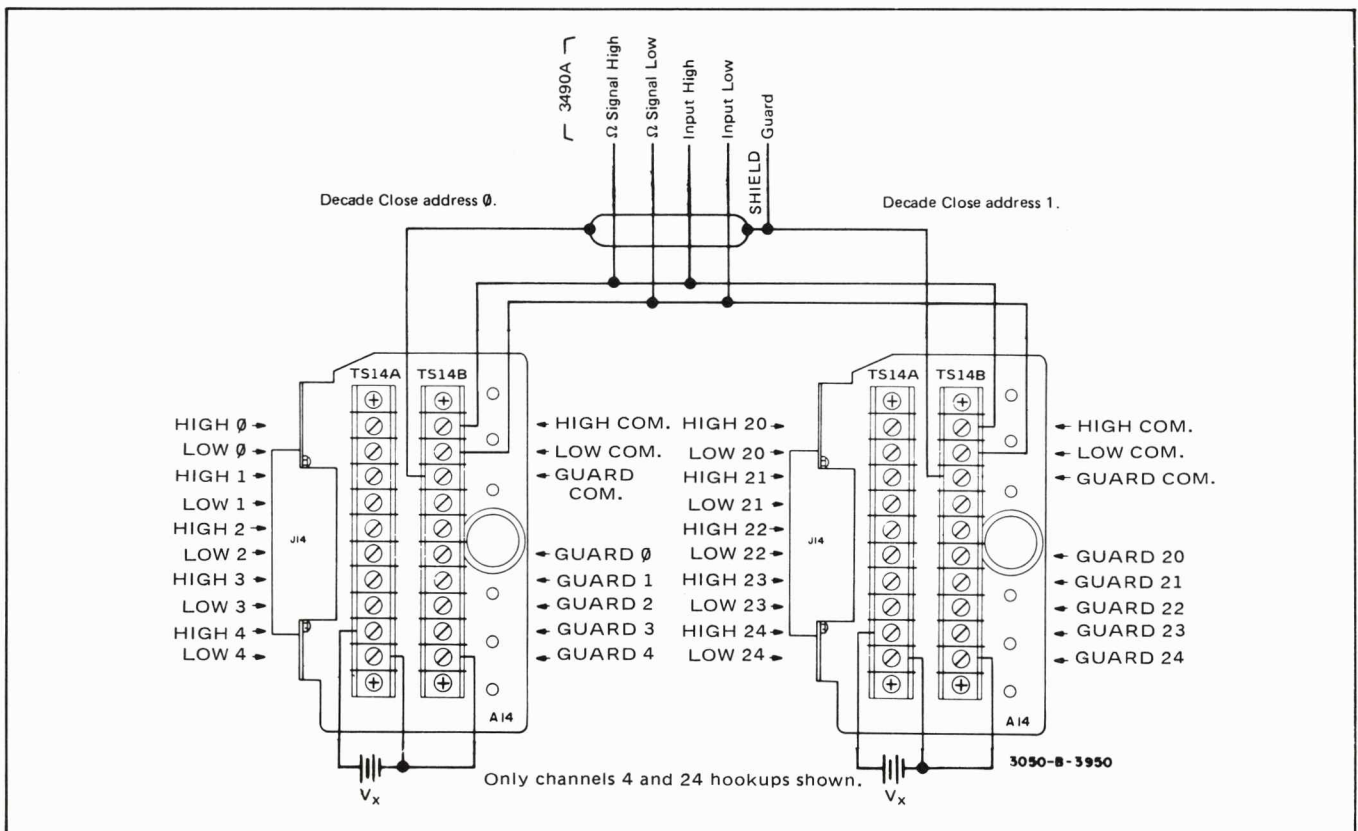 3490A
Ω Signal High
Ω Signal Low
Input High
Input Low
SHIELD
Guard
Decade Close address Ø.
Decade Close address 1.
TS14A TS14B
HIGH Ø
LOW Ø
HIGH 1
LOW 1
HIGH 2
LOW 2
HIGH 3
LOW 3
HIGH 4
LOW 4
J14
HIGH COM.
LOW COM.
GUARD
COM.
GUARD Ø
GUARD 1
GUARD 2
GUARD 3
GUARD 4
A14
Vx
TS14A TS14B
HIGH 20
LOW 20
HIGH 21
LOW 21
HIGH 22
LOW 22
HIGH 23
LOW 23
HIGH 24
LOW 24
J14
HIGH COM.
LOW COM.
GUARD COM.
GUARD 20
GUARD 21
GUARD 22
GUARD 23
GUARD 24
A14
Vx
3050-B-3950
Only channels 4 and 24 hookups shown.